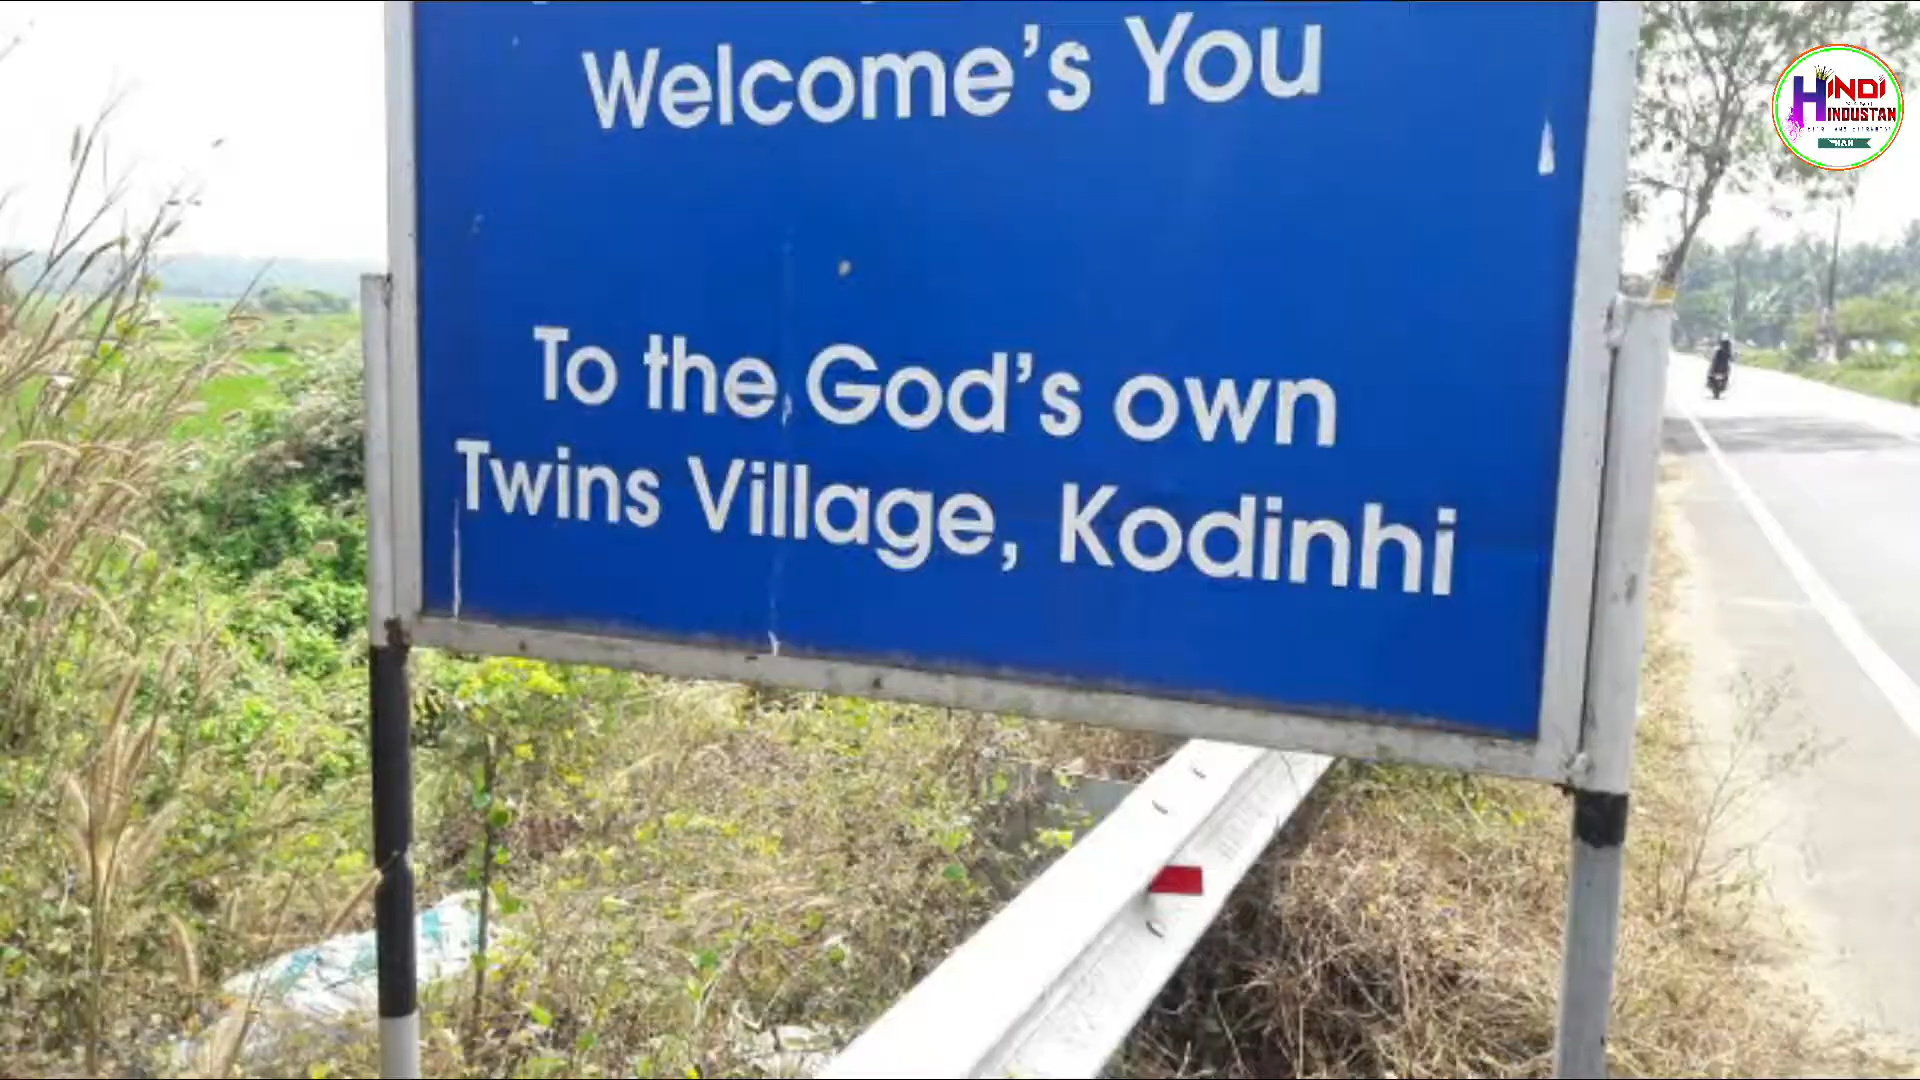 Welcome's You
To the God's own
Twins Village, Kodinhi
HINDI
HINDUSTAN